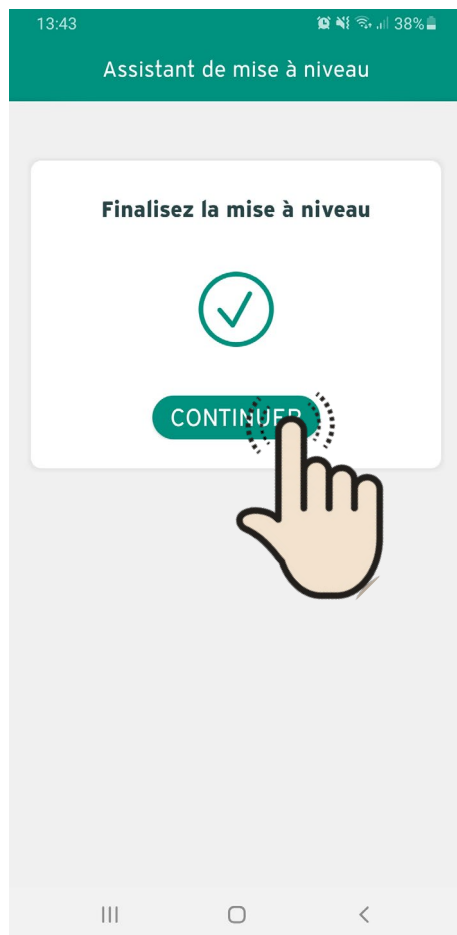 13:43 38%
Assistant de mise à niveau
Finalisez la mise à niveau
CONTINUER